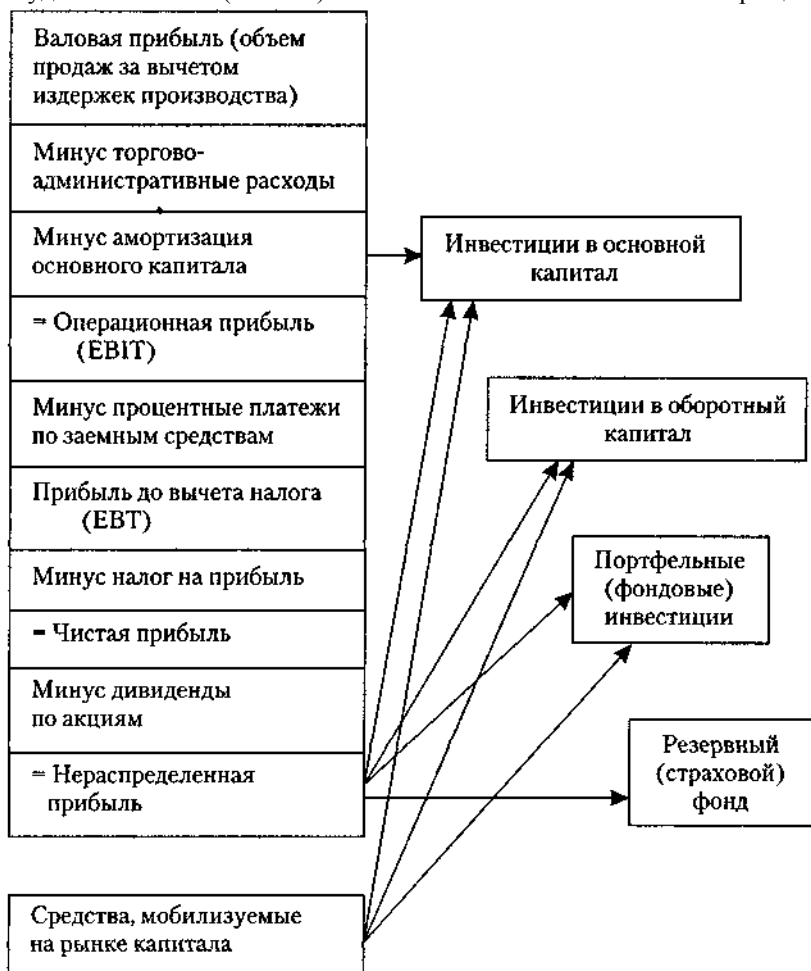 Валовая прибыль (объем
продаж за вычетом
издержек производства)
Минус торгово-
административные расходы
Минус амортизация
основного капитала
= Операционная прибыль
(EBIT)
Минус процентные платежи
по заемным средствам
Прибыль до вычета налога
(EBT)
Минус налог на прибыль
= Чистая прибыль
Минус дивиденды
по акциям
= Нераспределенная
прибыль
Средства, мобилизуемые
на рынке капитала
Инвестиции в основной
капитал
Инвестиции в оборотный
капитал
Портфельные
(фондовые)
инвестиции
Резервный
(страховой)
фонд